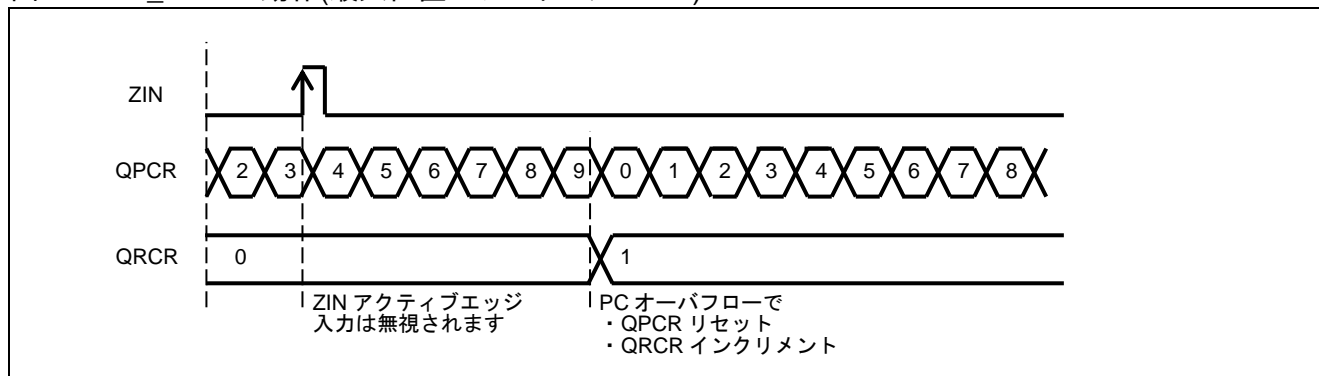 ZIN
QPCR 2 3 4 5 6 7 8 9 0 1 2 3 4 5 6 7 8
QRCR 0 1
ZIN アクティブエッジ
入力は無視されます
PC オーバフローで
・QPCR リセット
・QRCR インクリメント